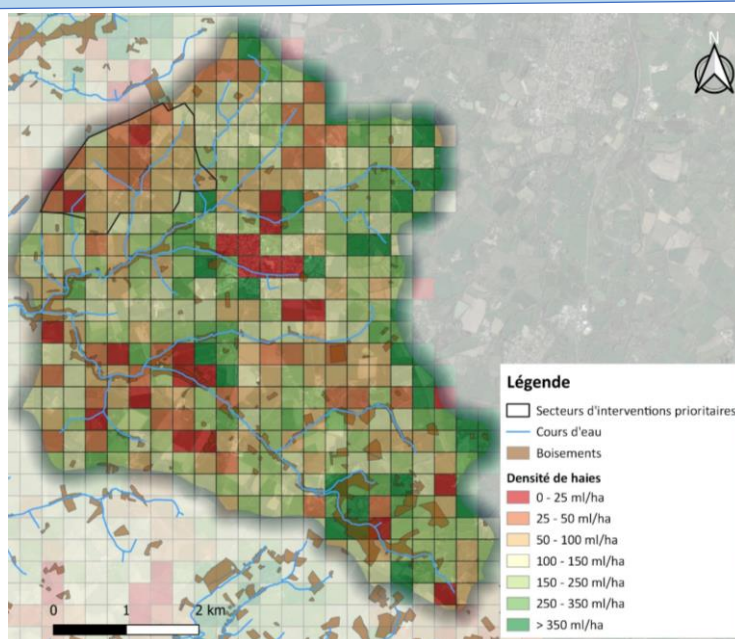 N
Légende
Secteurs d'interventions prioritaires
Cours d'eau
Boisements
Densité de haies
0 - 25 ml/ha
25 - 50 ml/ha
50 - 100 ml/ha
100 - 150 ml/ha
150 - 250 ml/ha
250 - 350 ml/ha
> 350 ml/ha
0 1 2 km